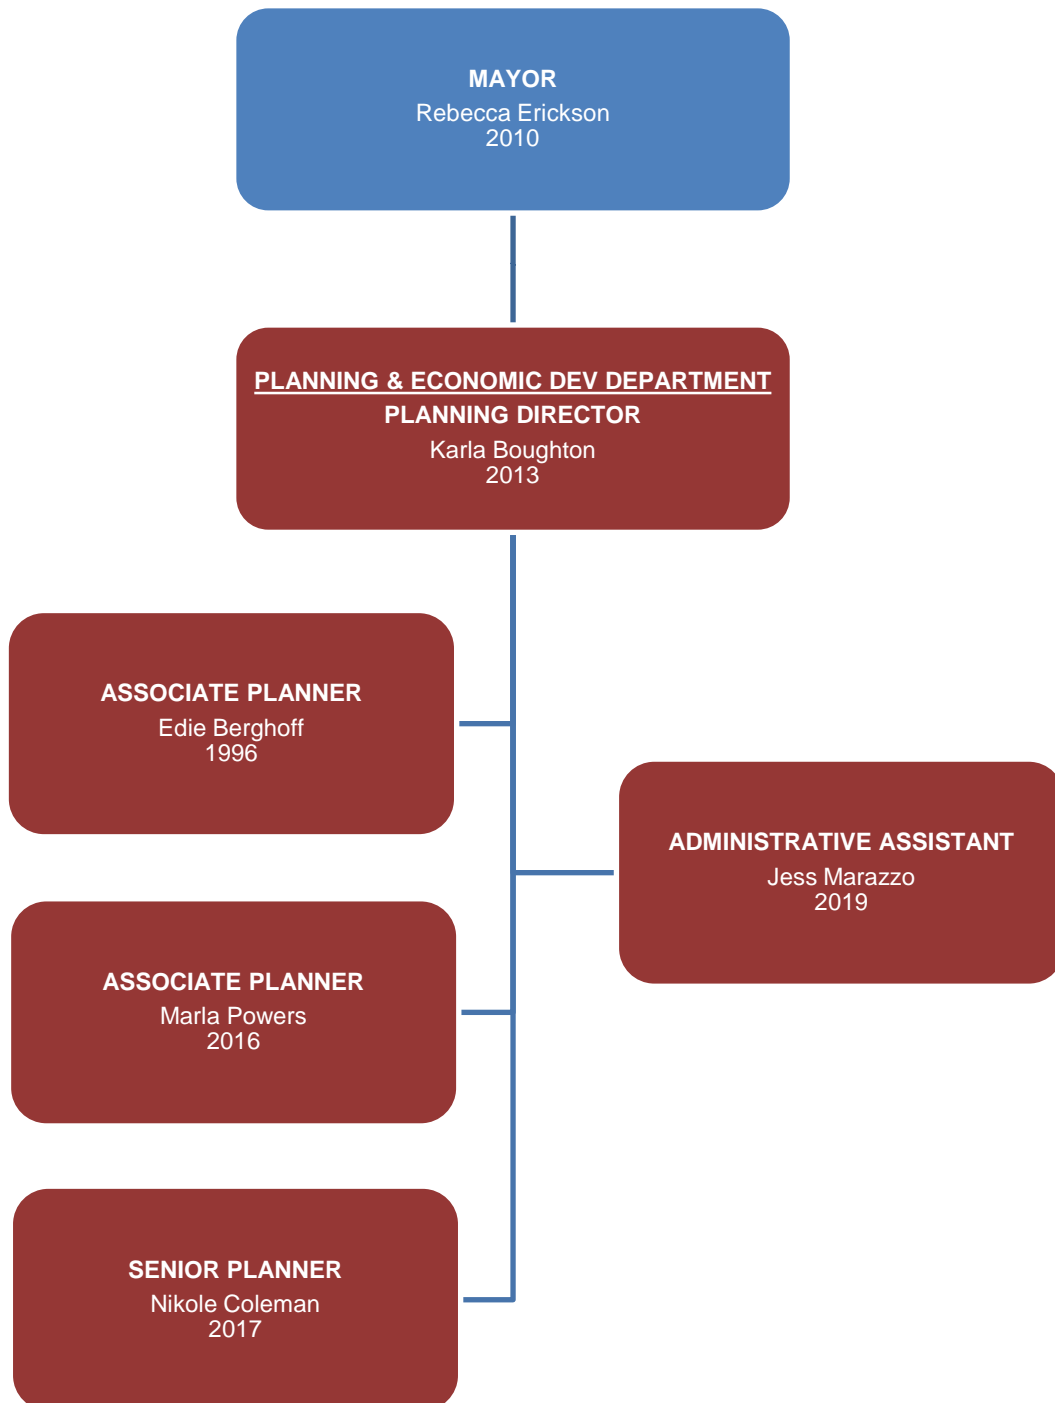 MAYOR
Rebecca Erickson
2010
PLANNING & ECONOMIC DEV DEPARTMENT
PLANNING DIRECTOR
Karla Boughton
2013
ASSOCIATE PLANNER
Edie Berghoff
1996
ADMINISTRATIVE ASSISTANT
Jess Marazzo
2019
ASSOCIATE PLANNER
Marla Powers
2016
SENIOR PLANNER
Nikole Coleman
2017